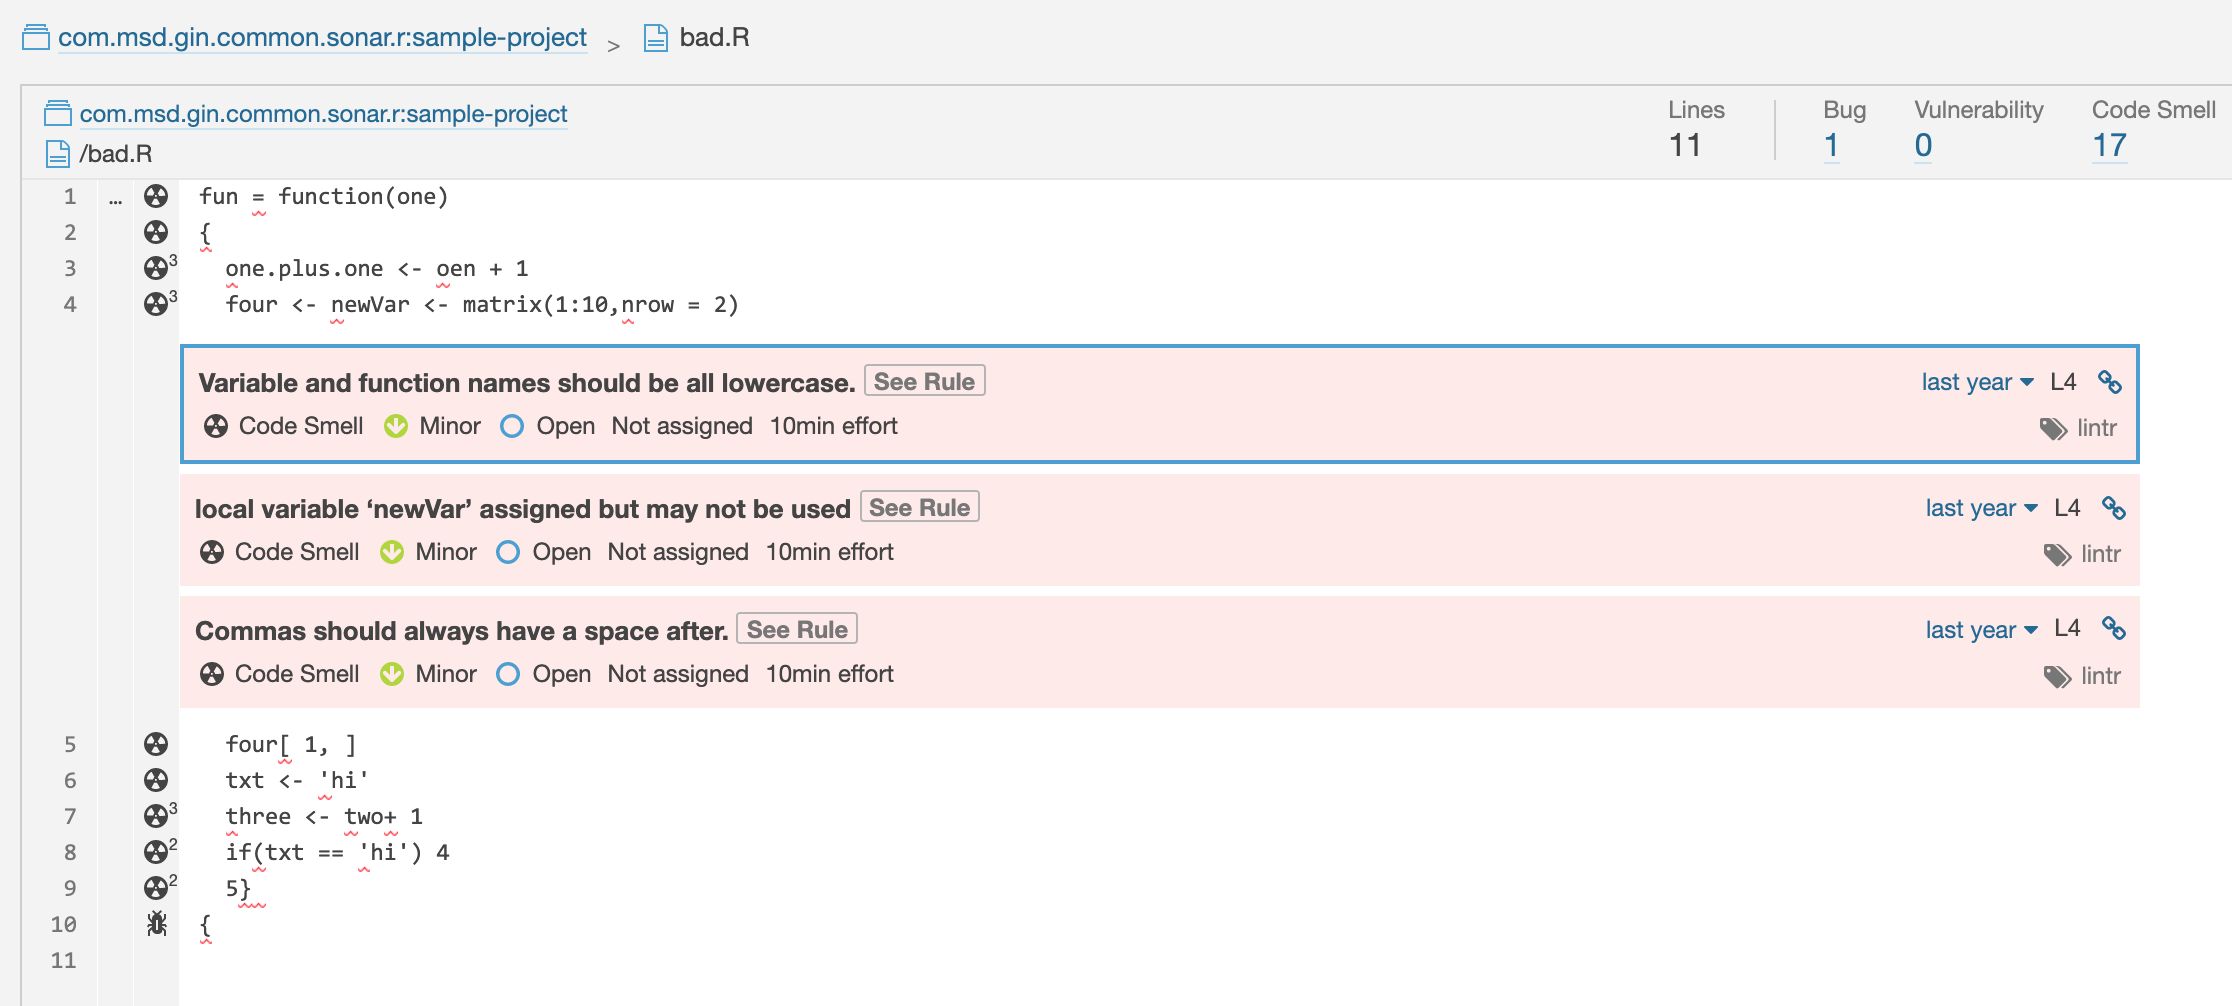 com.msd.gin.common.sonar.r:sample-project > bad.R
com.msd.gin.common.sonar.r:sample-project
/bad.R
Lines Bug Vulnerability Code Smell
11 1 0 17
1 … fun = function(one)
2 {
3 3 one.plus.one <- oen + 1
4 3 four <- newVar <- matrix(1:10,nrow = 2)
Variable and function names should be all lowercase. See Rule last year L4
Code Smell Minor Open Not assigned 10min effort lintr
local variable ‘newVar’ assigned but may not be used See Rule last year L4
Code Smell Minor Open Not assigned 10min effort lintr
Commas should always have a space after. See Rule last year L4
Code Smell Minor Open Not assigned 10min effort lintr
5 four[ 1, ]
6 txt <- 'hi'
7 3 three <- two+ 1
8 2 if(txt == 'hi') 4
9 2 5}
10 {
11